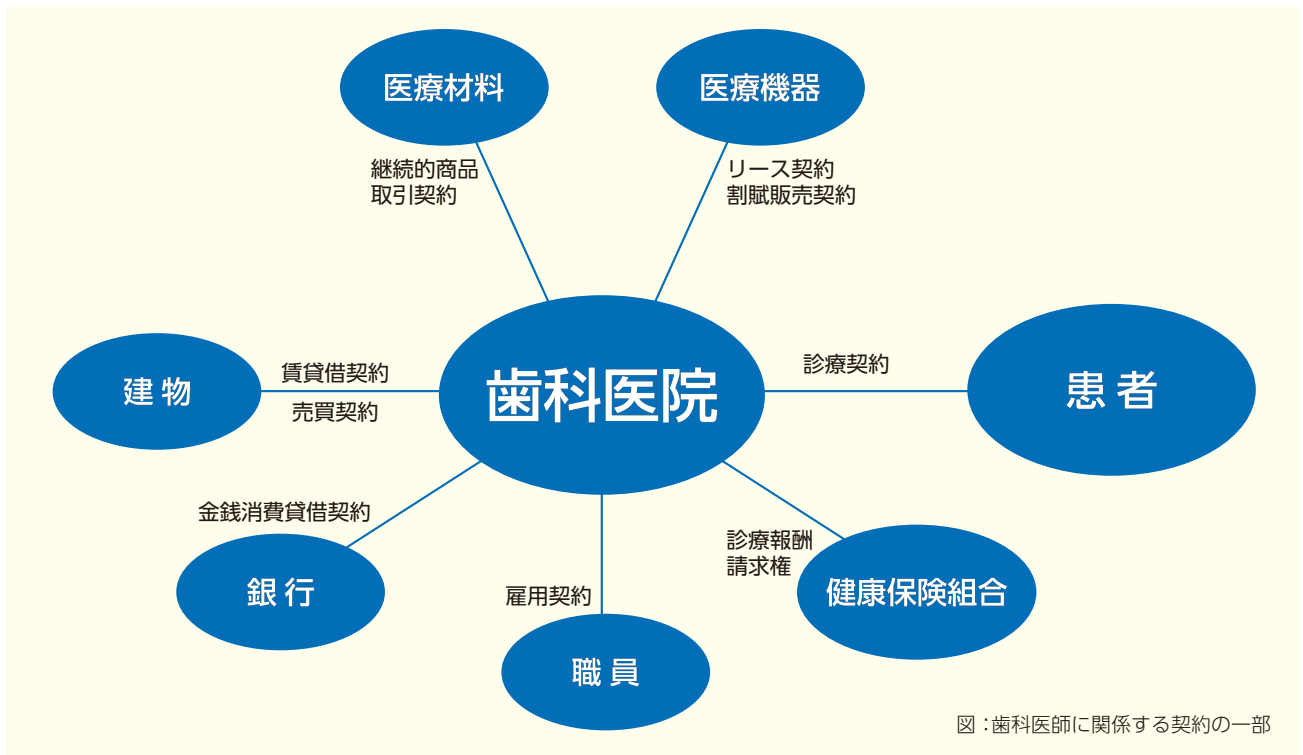 医療材料
医療機器
継続的商品
取引契約
リース契約
割賦販売契約
建物
賃貸借契約
売買契約
歯科医院
診療契約
患者
金銭消費貸借契約
銀行
雇用契約
職員
診療報酬
請求権
健康保険組合
図：歯科医師に関係する契約の一部